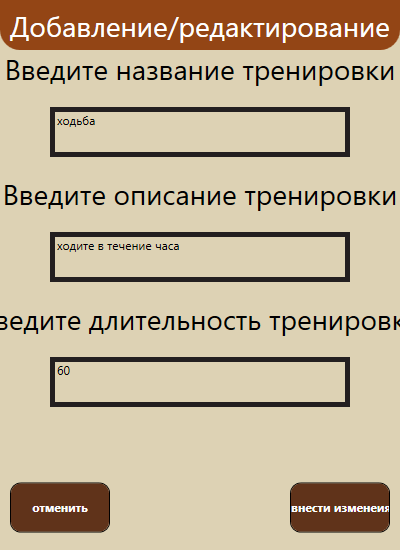 Добавление/редактирование
Введите название тренировки
ходьба
Введите описание тренировки
ходите в течение часа
ведите длительность тренировк
60
отменить
внести изменеия